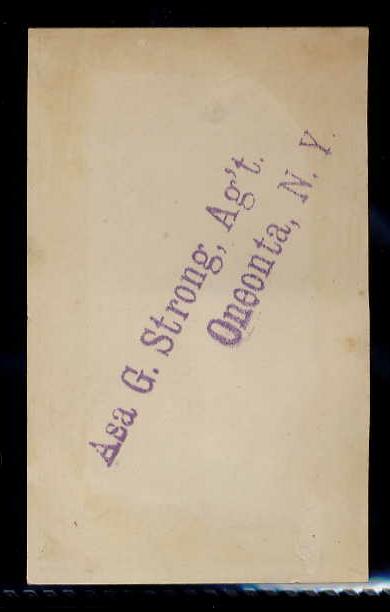 Asa G. Strong, Ag't.
Oneonta, N. Y.